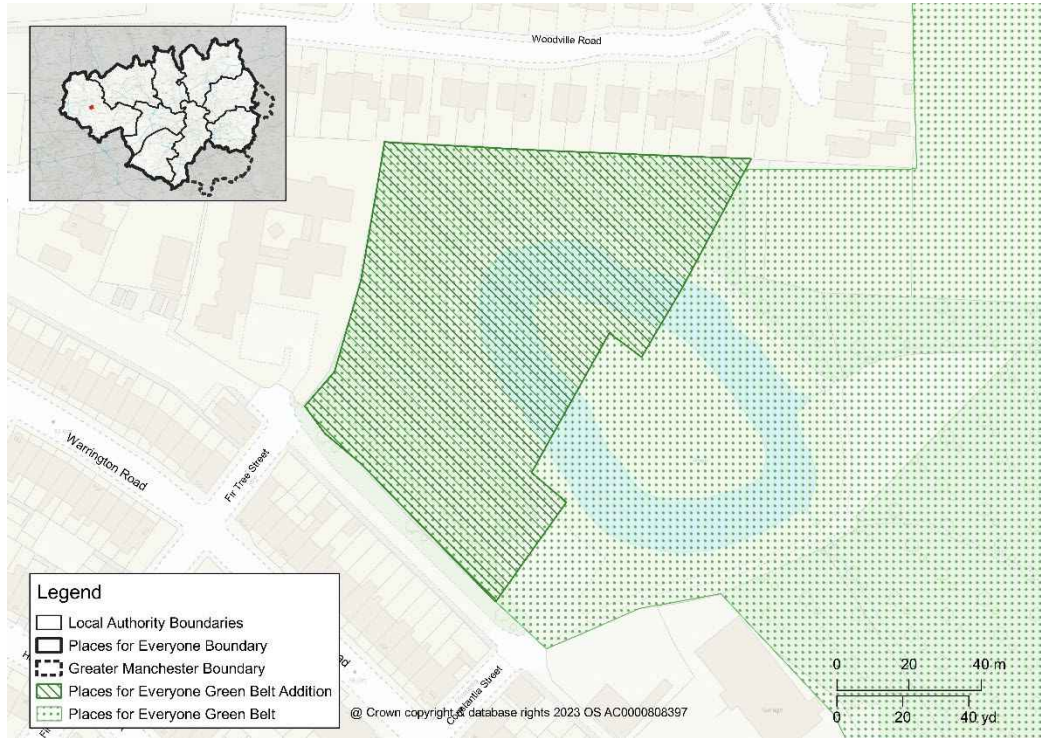 Woodville Road
Warrington Road
Fir Tree Street
Constantia Street
Legend
Local Authority Boundaries
Places for Everyone Boundary
Greater Manchester Boundary
Places for Everyone Green Belt Addition
Places for Everyone Green Belt
@ Crown copyright & database rights 2023 OS AC0000808397
0 20 40 m
0 20 40 yd